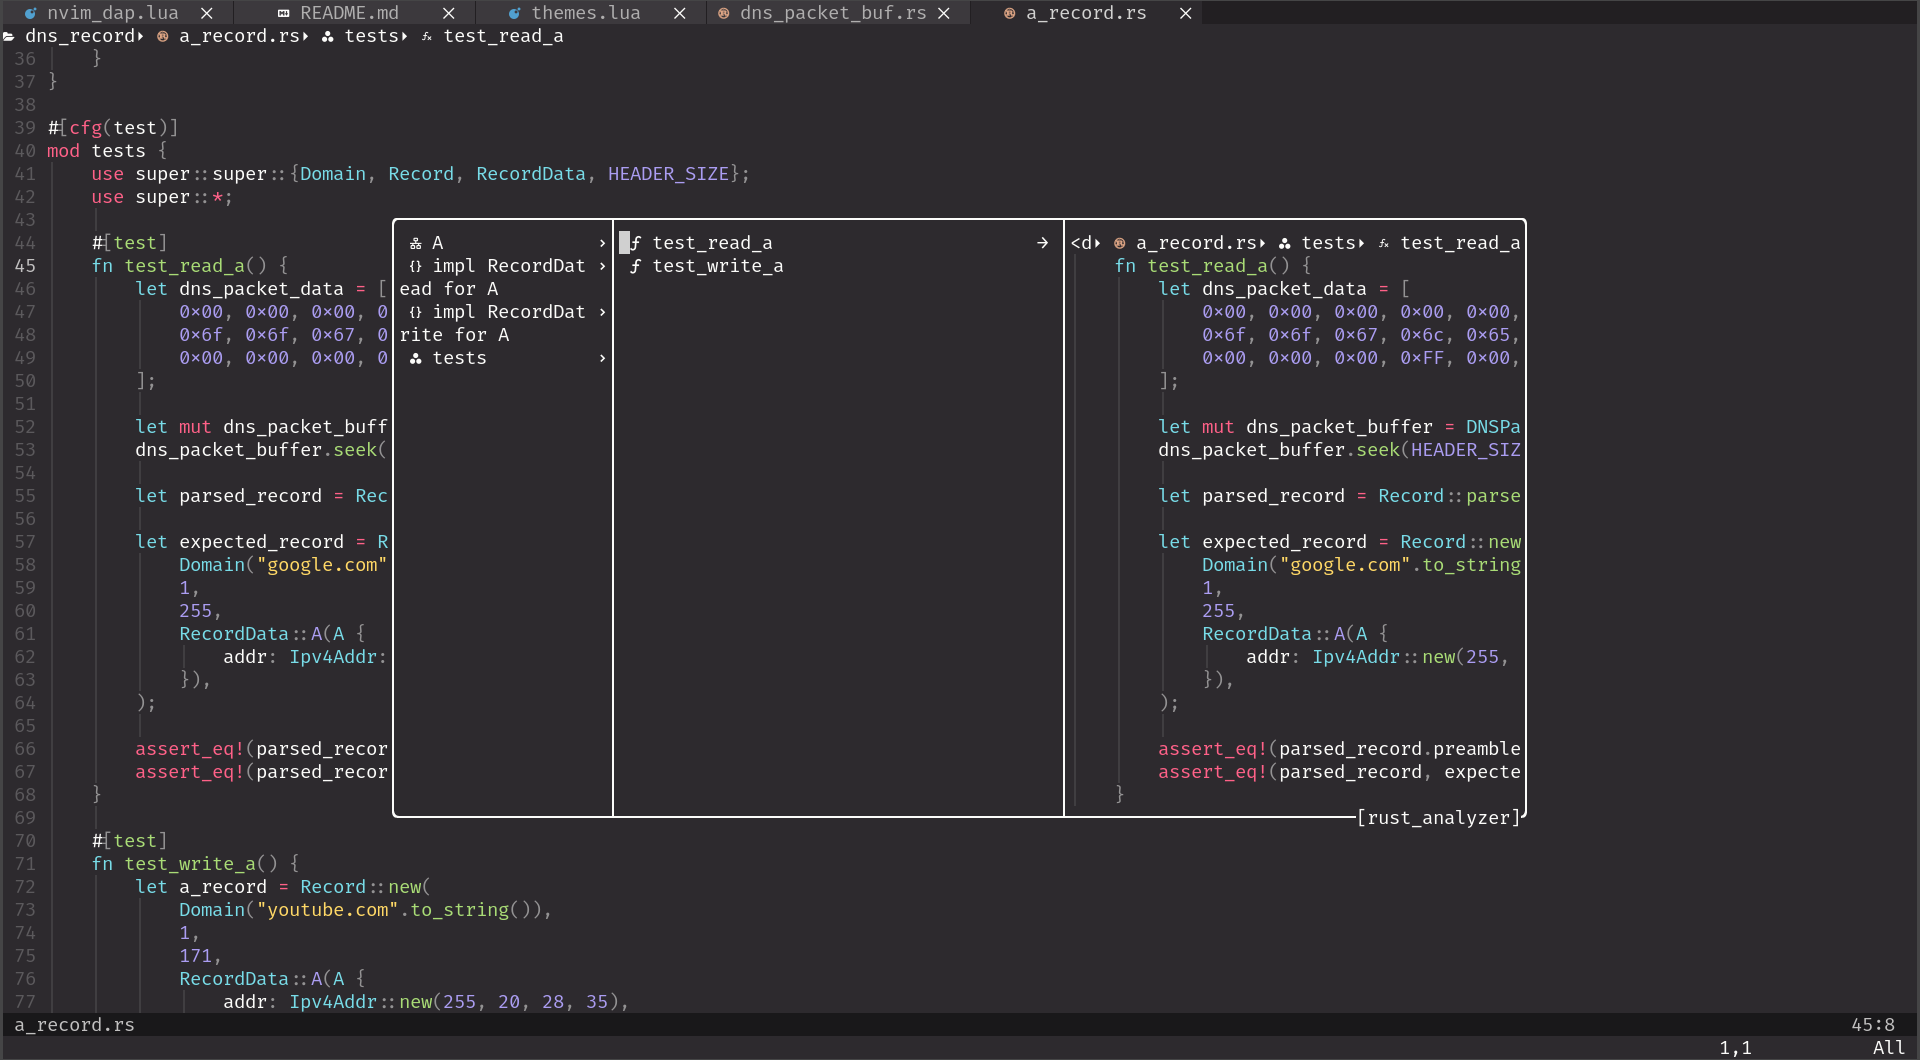 nvim_dap.lua README.md themes.lua dns_packet_buf.rs a_record.rs
dns_record a_record.rs tests test_read_a
36 }
37 }
38
39 #[cfg(test)]
40 mod tests {
41 use super::super::{Domain, Record, RecordData, HEADER_SIZE};
42 use super::*;
43
44 #[test]
45 fn test_read_a() {
46 let dns_packet_data = [
47 0x00, 0x00, 0x00, 0
48 0x6f, 0x6f, 0x67, 0
49 0x00, 0x00, 0x00, 0
50 ];
51
52 let mut dns_packet_buff
53 dns_packet_buffer.seek(
54
55 let parsed_record = Rec
56
57 let expected_record = R
58 Domain("google.com"
59 1,
60 255,
61 RecordData::A(A {
62 addr: Ipv4Addr:
63 }),
64 );
65
66 assert_eq!(parsed_recor
67 assert_eq!(parsed_recor
68 }
69
70 #[test]
71 fn test_write_a() {
72 let a_record = Record::new(
73 Domain("youtube.com".to_string()),
74 1,
75 171,
76 RecordData::A(A {
77 addr: Ipv4Addr::new(255, 20, 28, 35),
A
{} impl RecordDat
ead for A
{} impl RecordDat
rite for A
tests
test_read_a
test_write_a
<d a_record.rs tests test_read_a
fn test_read_a() {
let dns_packet_data = [
0x00, 0x00, 0x00, 0x00, 0x00,
0x6f, 0x6f, 0x67, 0x6c, 0x65,
0x00, 0x00, 0x00, 0xFF, 0x00,
];
let mut dns_packet_buffer = DNSPa
dns_packet_buffer.seek(HEADER_SIZ
let parsed_record = Record::parse
let expected_record = Record::new
Domain("google.com".to_string
1,
255,
RecordData::A(A {
addr: Ipv4Addr::new(255,
}),
);
assert_eq!(parsed_record.preamble
assert_eq!(parsed_record, expecte
}
[rust_analyzer]
a_record.rs 45:8
1,1 All